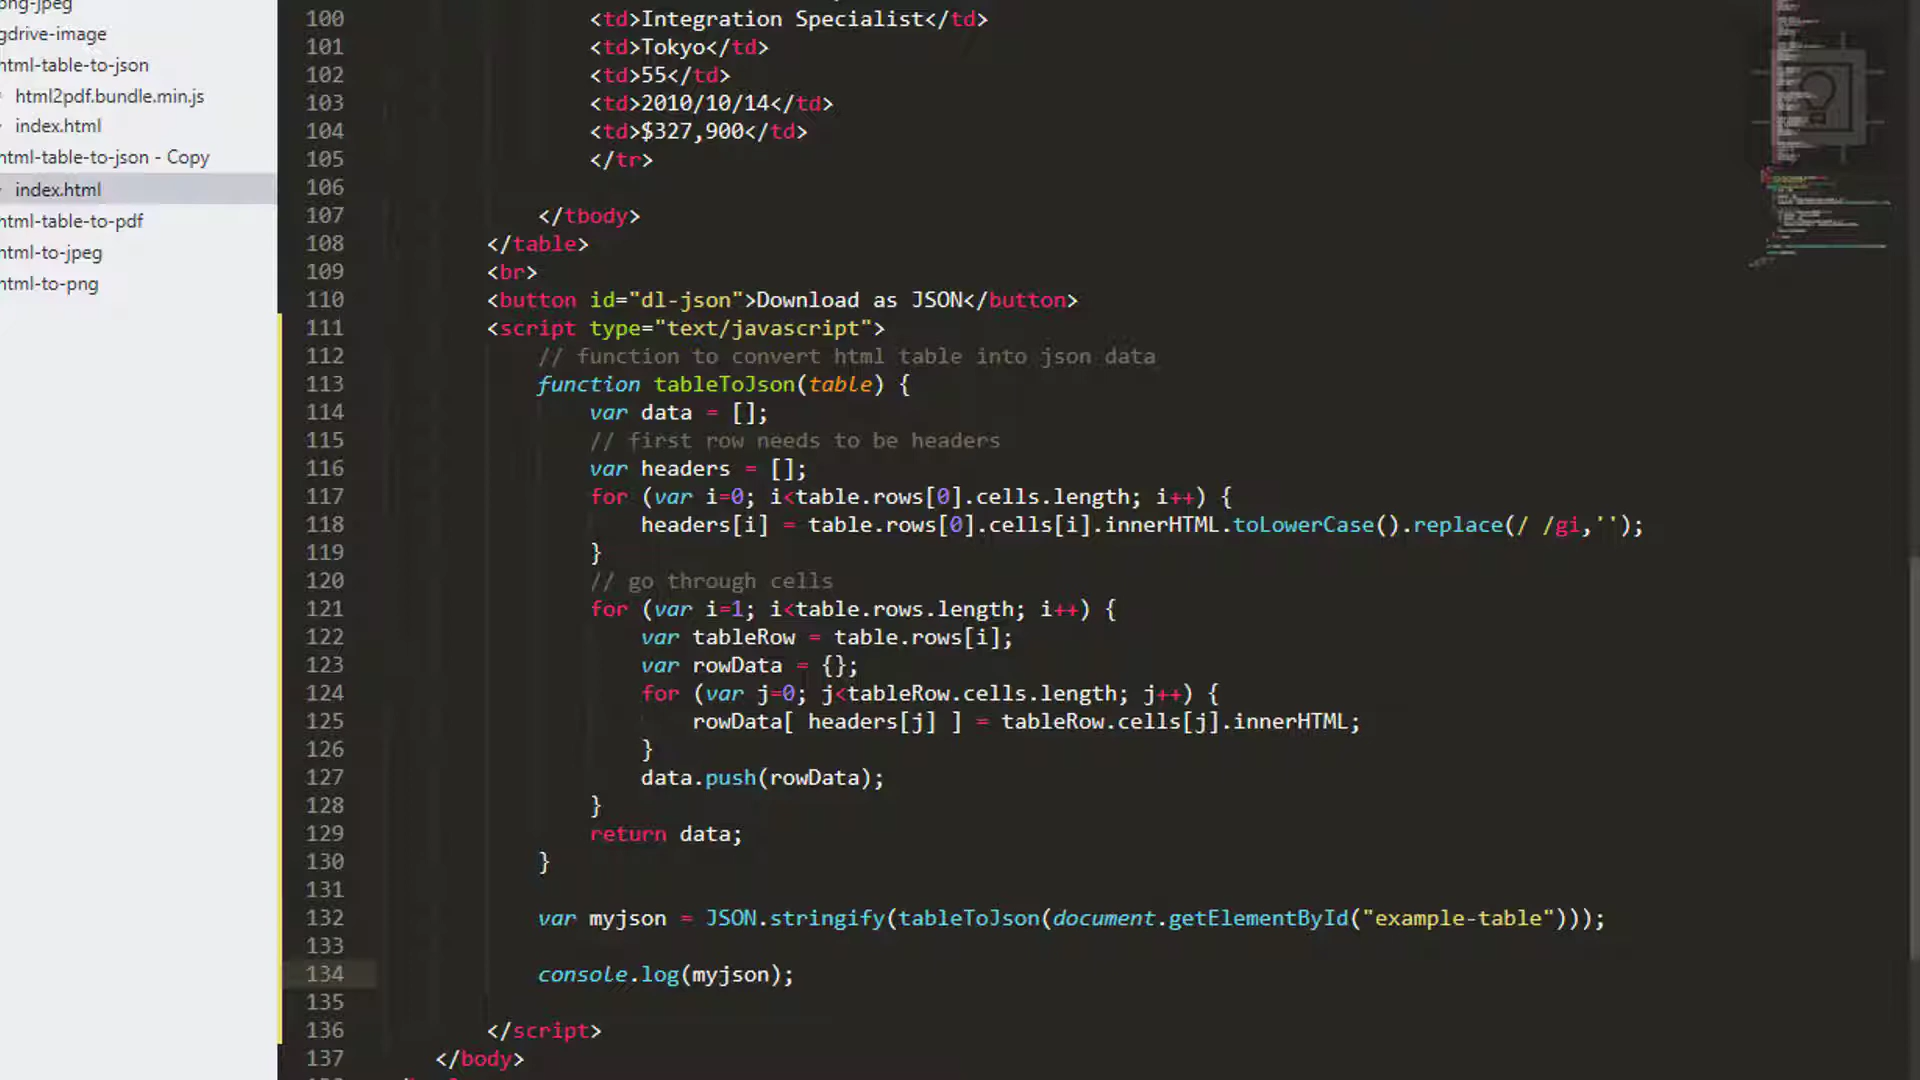 png-jpeg
gdrive-image
html-table-to-json
html2pdf.bundle.min.js
index.html
html-table-to-json - Copy
index.html
html-table-to-pdf
html-to-jpeg
html-to-png
100 <td>Integration Specialist</td>
101 <td>Tokyo</td>
102 <td>55</td>
103 <td>2010/10/14</td>
104 <td>$327,900</td>
105 </tr>
106
107 </tbody>
108 </table>
109 <br>
110 <button id="dl-json">Download as JSON</button>
111 <script type="text/javascript">
112 // function to convert html table into json data
113 function tableToJson(table) {
114 var data = [];
115 // first row needs to be headers
116 var headers = [];
117 for (var i=0; i<table.rows[0].cells.length; i++) {
118 headers[i] = table.rows[0].cells[i].innerHTML.toLowerCase().replace(/ /gi,'');
119 }
120 // go through cells
121 for (var i=1; i<table.rows.length; i++) {
122 var tableRow = table.rows[i];
123 var rowData = {};
124 for (var j=0; j<tableRow.cells.length; j++) {
125 rowData[ headers[j] ] = tableRow.cells[j].innerHTML;
126 }
127 data.push(rowData);
128 }
129 return data;
130 }
131
132 var myjson = JSON.stringify(tableToJson(document.getElementById("example-table")));
133
134 console.log(myjson);
135
136 </script>
137 </body>